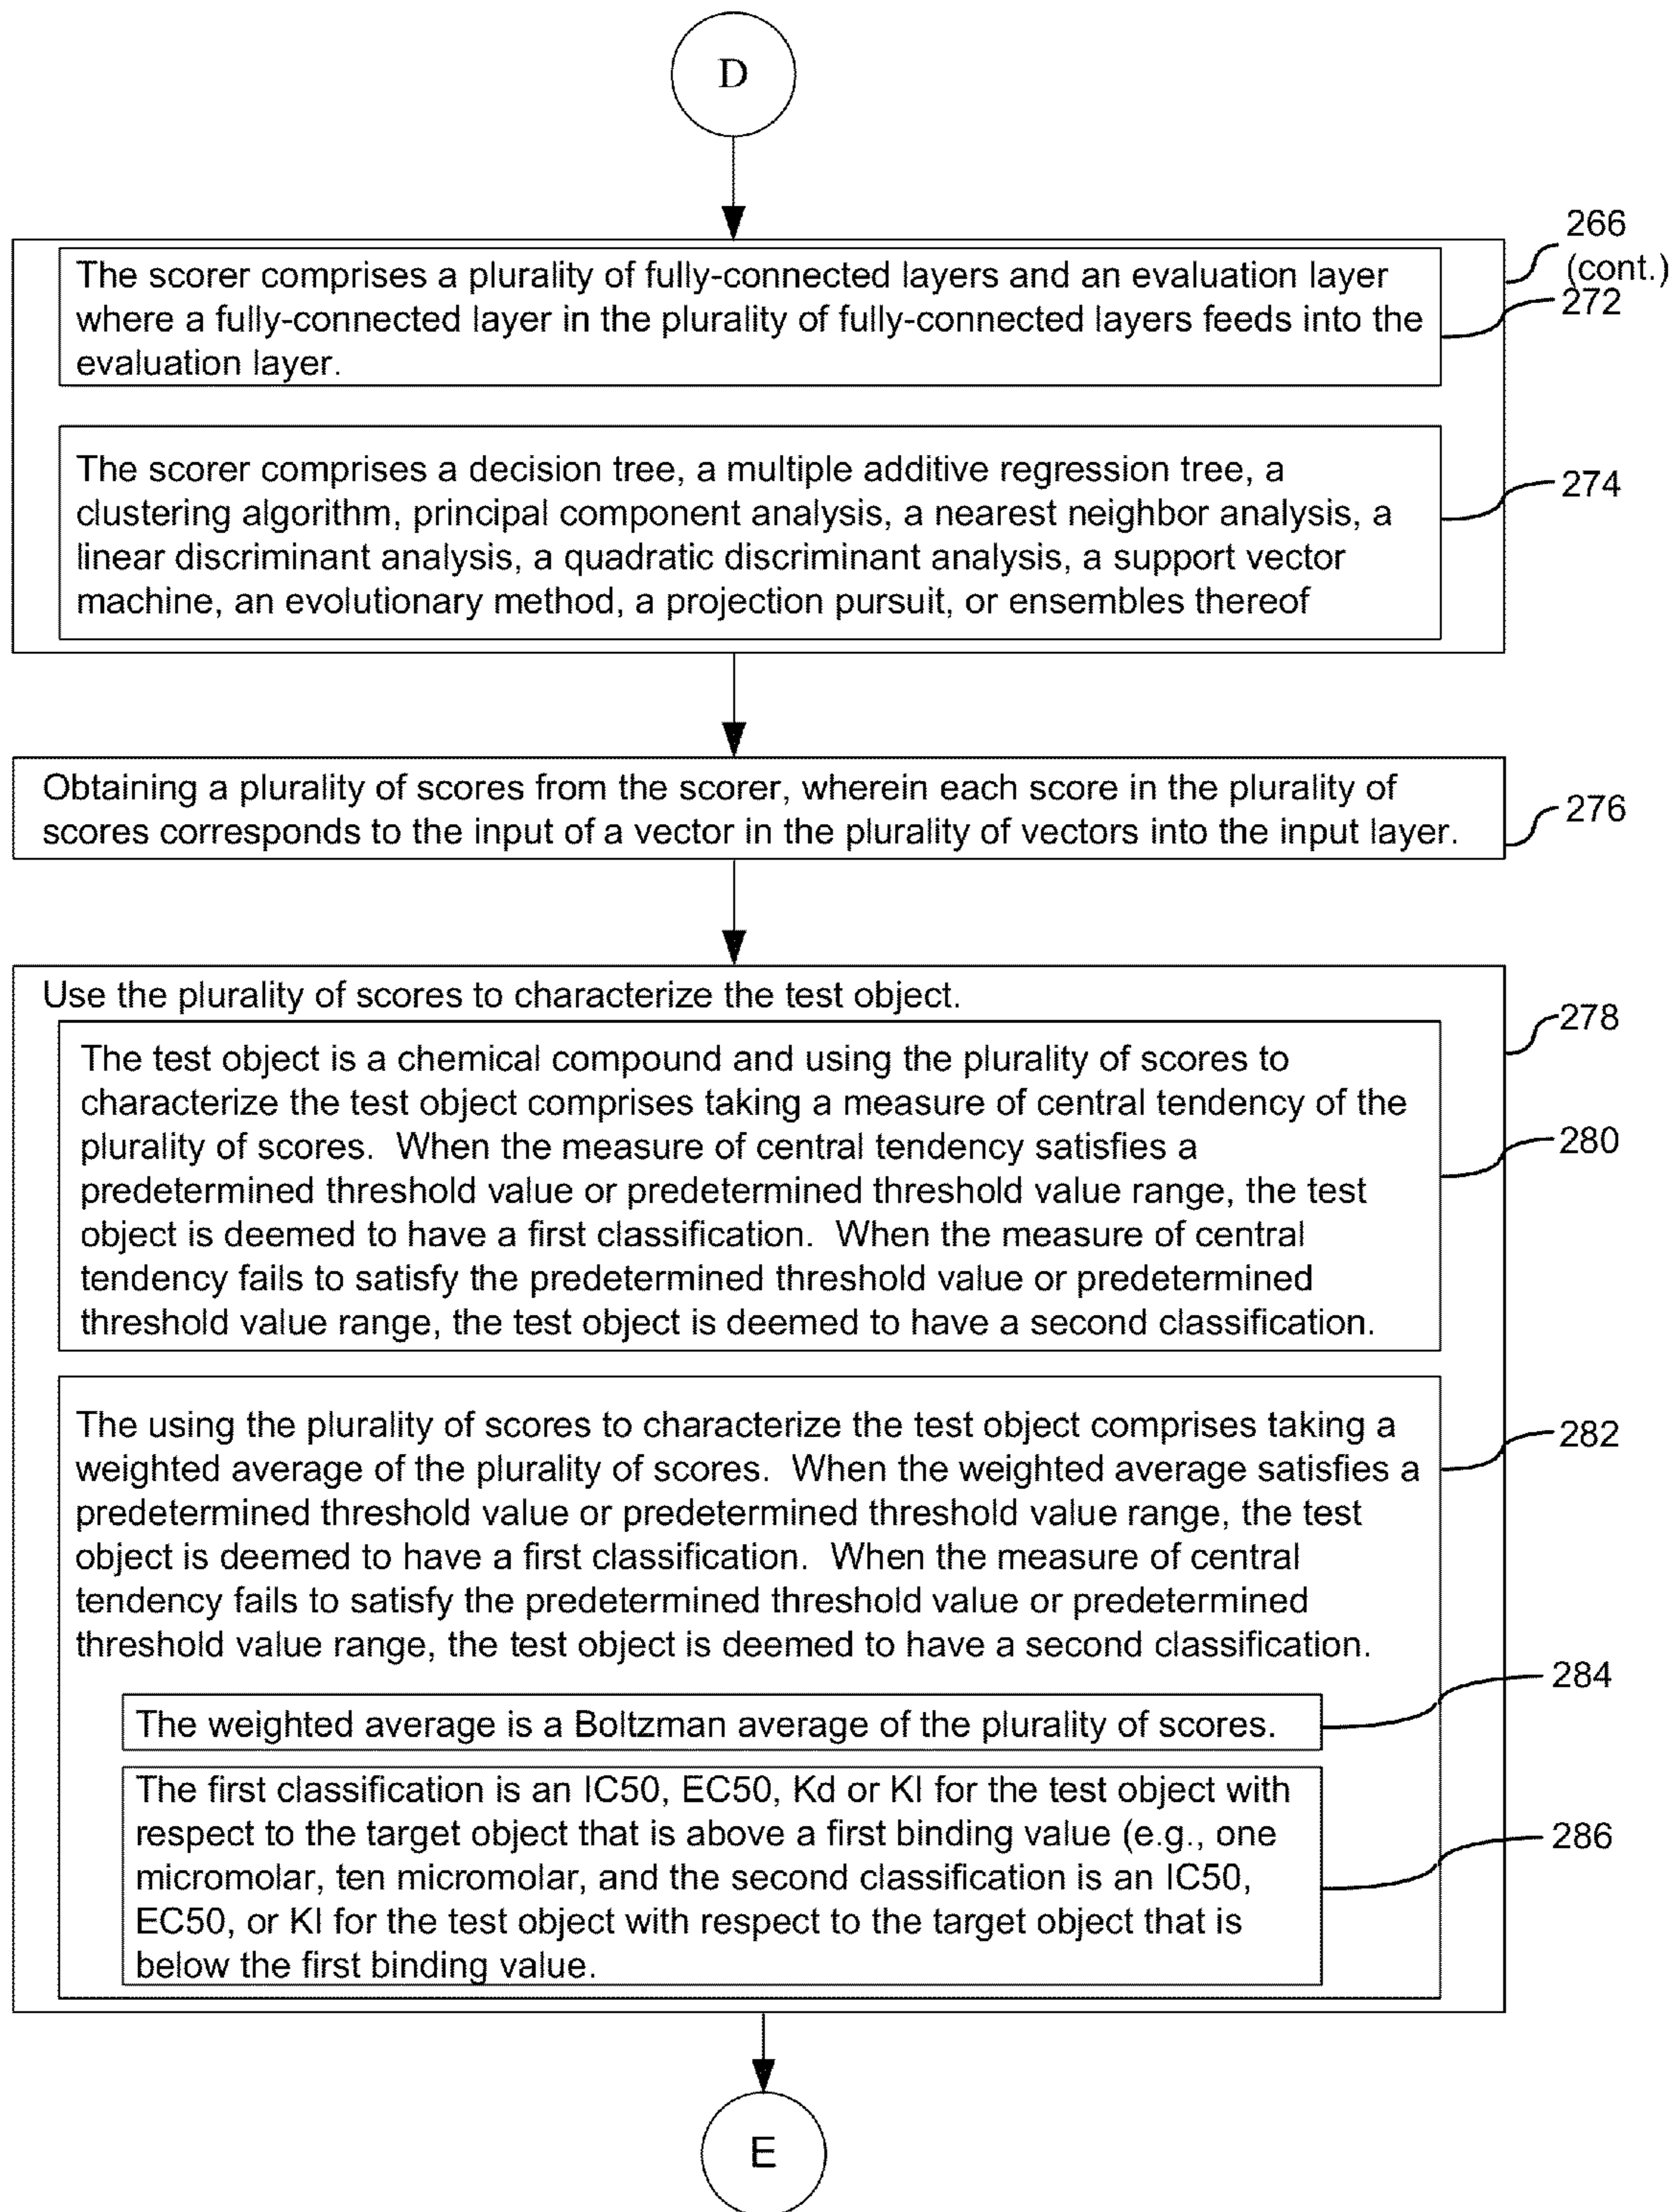 D
266
(cont.)
The scorer comprises a plurality of fully-connected layers and an evaluation layer
where a fully-connected layer in the plurality of fully-connected layers feeds into the
evaluation layer.
272
The scorer comprises a decision tree, a multiple additive regression tree, a
clustering algorithm, principal component analysis, a nearest neighbor analysis, a
linear discriminant analysis, a quadratic discriminant analysis, a support vector
machine, an evolutionary method, a projection pursuit, or ensembles thereof
274
Obtaining a plurality of scores from the scorer, wherein each score in the plurality of
scores corresponds to the input of a vector in the plurality of vectors into the input layer.
276
Use the plurality of scores to characterize the test object.
278
The test object is a chemical compound and using the plurality of scores to
characterize the test object comprises taking a measure of central tendency of the
plurality of scores.  When the measure of central tendency satisfies a
predetermined threshold value or predetermined threshold value range, the test
object is deemed to have a first classification.  When the measure of central
tendency fails to satisfy the predetermined threshold value or predetermined
threshold value range, the test object is deemed to have a second classification.
280
The using the plurality of scores to characterize the test object comprises taking a
weighted average of the plurality of scores.  When the weighted average satisfies a
predetermined threshold value or predetermined threshold value range, the test
object is deemed to have a first classification.  When the measure of central
tendency fails to satisfy the predetermined threshold value or predetermined
threshold value range, the test object is deemed to have a second classification.
282
The weighted average is a Boltzman average of the plurality of scores.
284
The first classification is an IC50, EC50, Kd or KI for the test object with
respect to the target object that is above a first binding value (e.g., one
micromolar, ten micromolar, and the second classification is an IC50,
EC50, or KI for the test object with respect to the target object that is
below the first binding value.
286
E